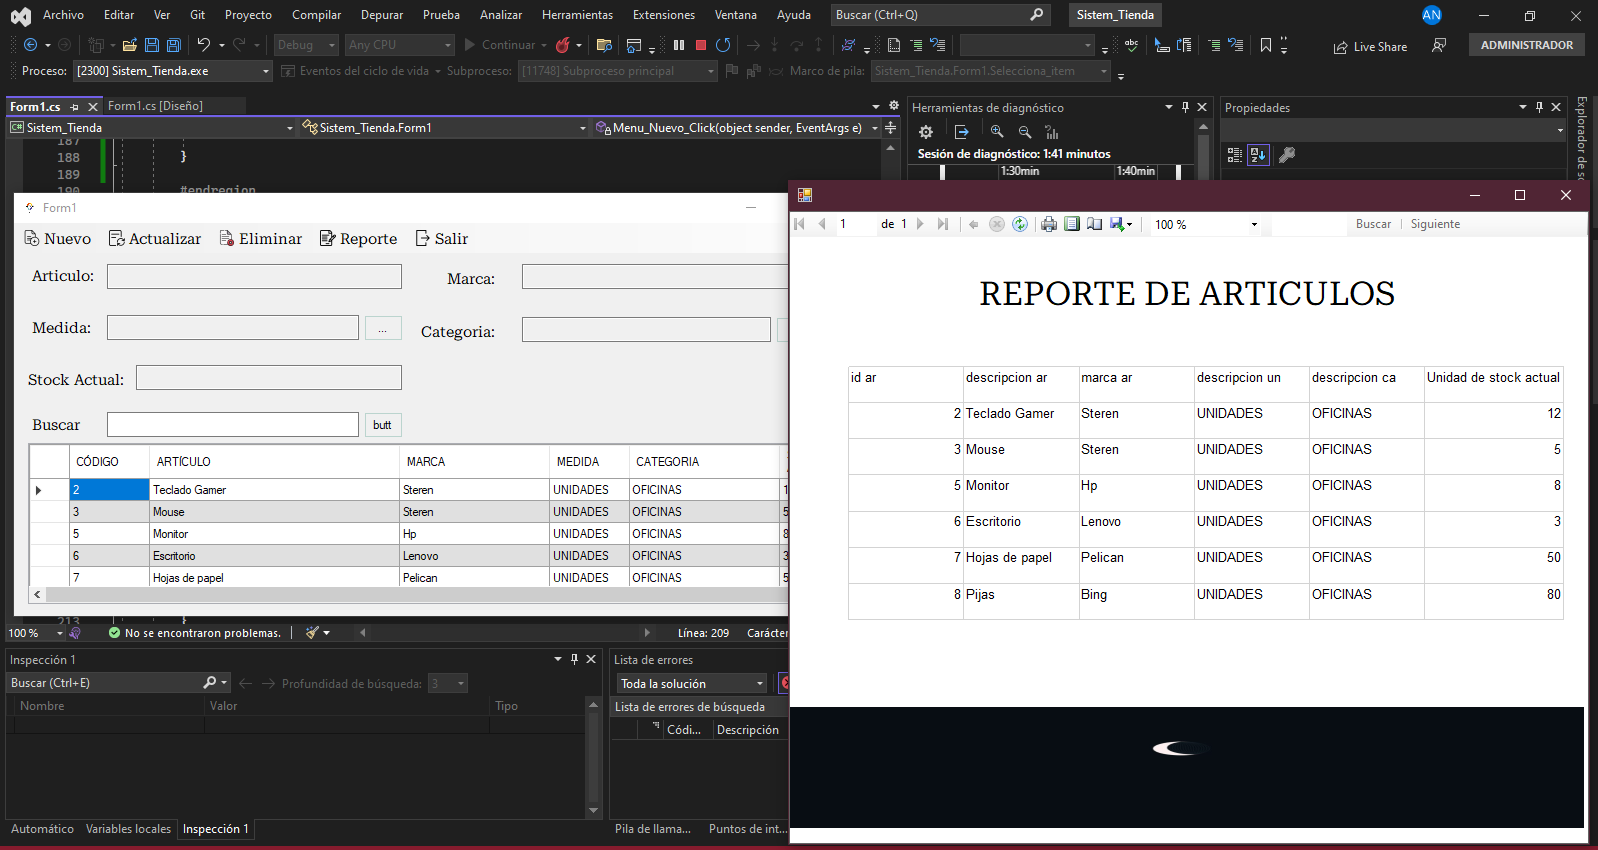 Archivo Editar Ver Git Proyecto Compilar Depurar Prueba Analizar Herramientas Extensiones Ventana Ayuda Buscar (Ctrl+Q) Sistem_Tienda AN
Debug Any CPU Continuar Live Share ADMINISTRADOR
Proceso: [2300] Sistem_Tienda.exe Eventos del ciclo de vida Subproceso: [11748] Subproceso principal Marco de pila: Sistem_Tienda.Form1.Selecciona_item
Form1.cs Form1.cs [Diseño]
Sistem_Tienda Sistem_Tienda.Form1 Menu_Nuevo_Click(object sender, EventArgs e)
187
188 }
189
190 #endregion
Herramientas de diagnóstico
Sesión de diagnóstico: 1:41 minutos
1:30min 1:40min
Propiedades
Explorador de
Form1
Nuevo Actualizar Eliminar Reporte Salir
Articulo: Marca:
Medida: ... Categoria:
Stock Actual:
Buscar butt
CÓDIGO ARTÍCULO MARCA MEDIDA CATEGORIA
2 Teclado Gamer Steren UNIDADES OFICINAS 1
3 Mouse Steren UNIDADES OFICINAS 5
5 Monitor Hp UNIDADES OFICINAS 8
6 Escritorio Lenovo UNIDADES OFICINAS 3
7 Hojas de papel Pelican UNIDADES OFICINAS 5
213 }
100 % No se encontraron problemas. Línea: 209 Carácter
1 de 1 100 % Buscar Siguiente
REPORTE DE ARTICULOS
id ar descripcion ar marca ar descripcion un descripcion ca Unidad de stock actual
2 Teclado Gamer Steren UNIDADES OFICINAS 12
3 Mouse Steren UNIDADES OFICINAS 5
5 Monitor Hp UNIDADES OFICINAS 8
6 Escritorio Lenovo UNIDADES OFICINAS 3
7 Hojas de papel Pelican UNIDADES OFICINAS 50
8 Pijas Bing UNIDADES OFICINAS 80
Inspección 1
Buscar (Ctrl+E) Profundidad de búsqueda: 3
Nombre Valor Tipo
Automático Variables locales Inspección 1
Lista de errores
Toda la solución
Lista de errores de búsqueda
Códi... Descripción
Pila de llama... Puntos de int...